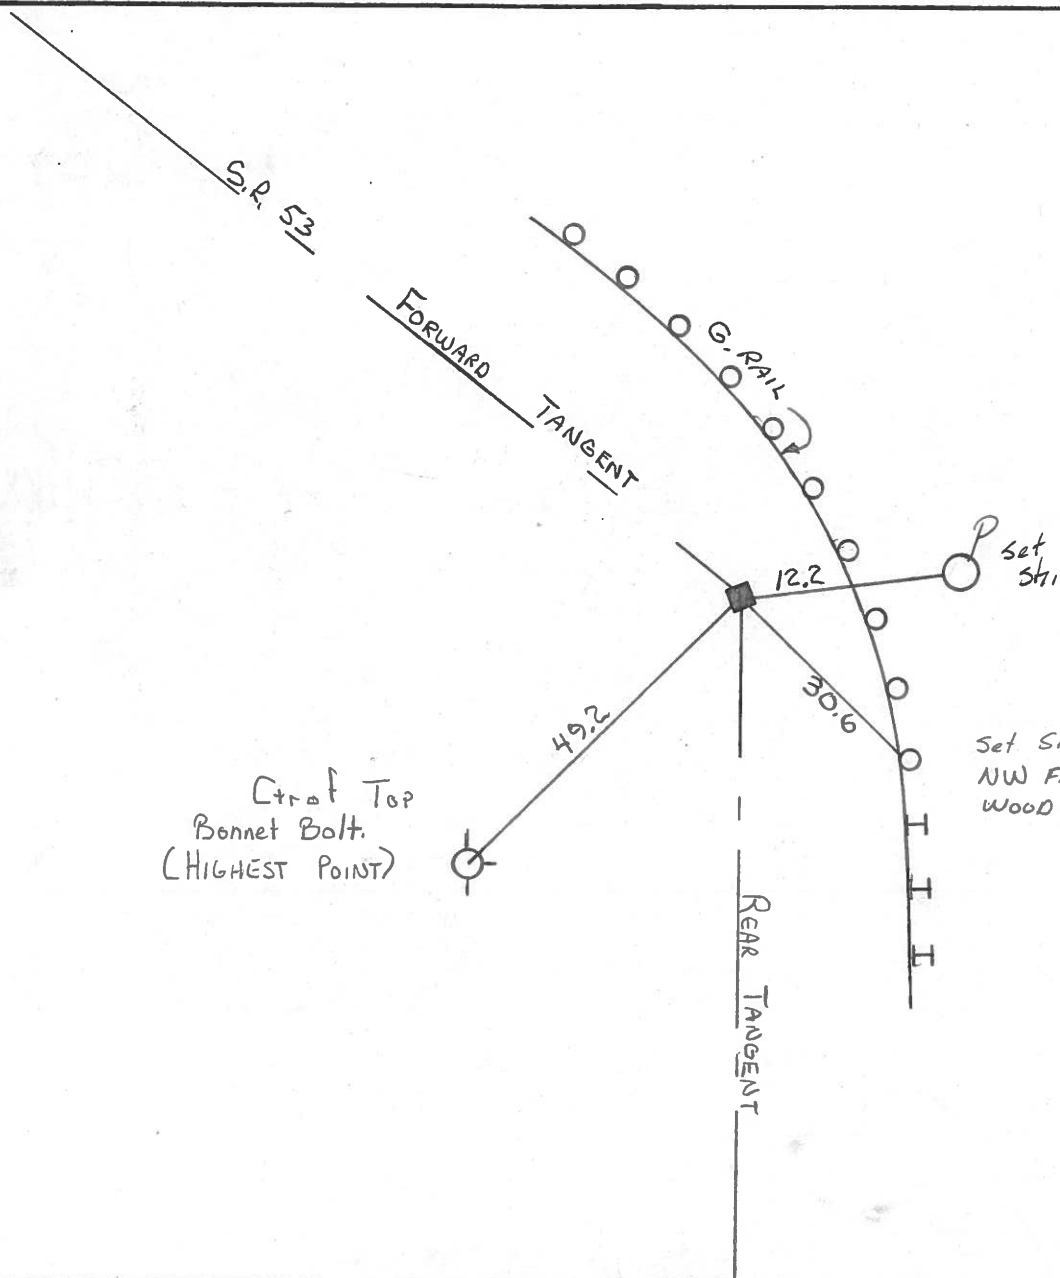 S.R. 53
FORWARD TANGENT
G. RAIL
P
12.2
Set
30.6
49.2
Set
NW
WOOD
Ctr of Top
Bonnet Bolt.
(HIGHEST POINT)
REAR TANGENT